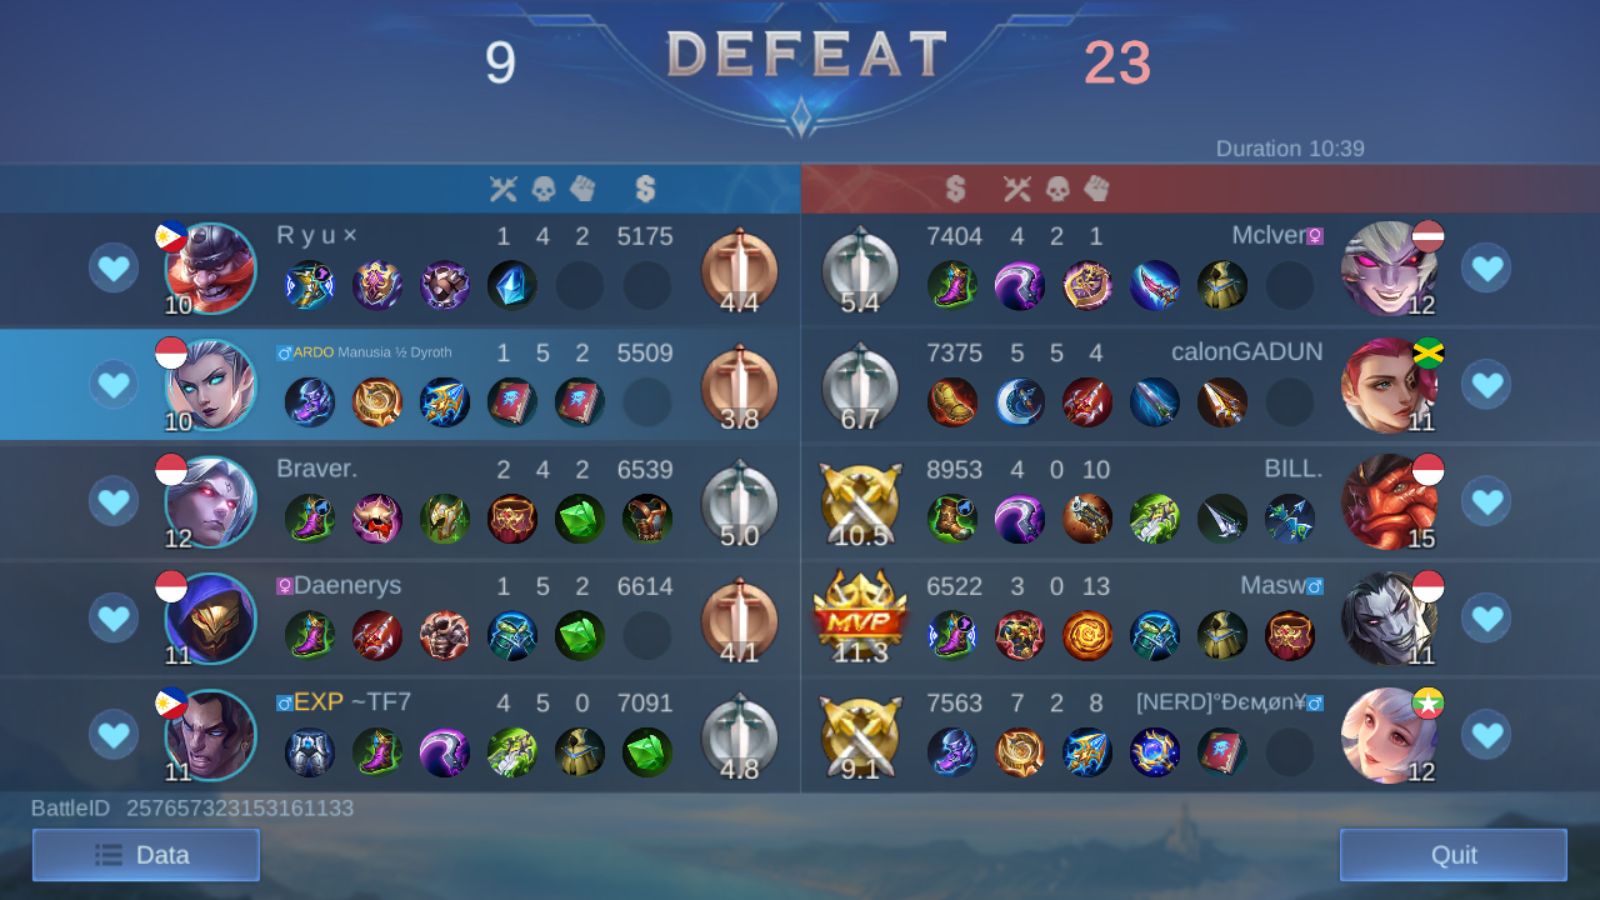 9 DEFEAT 23
Duration 10:39
R y u × 1 4 2 5175
10 4.4
7404 4 2 1 Mclver♀
5.4 12
♂ARDO Manusia ½ Dyroth 1 5 2 5509
10 3.8
7375 5 5 4 calonGADUN
6.7 11
Braver. 2 4 2 6539
12 5.0
8953 4 0 10 BILL.
10.5 15
♀Daenerys 1 5 2 6614
11 4.1
6522 3 0 13 Masw♂
MVP
11.3 11
♂EXP ~TF7 4 5 0 7091
11 4.8
7563 7 2 8 [NERD]°Ðємøn¥♂
9.1 12
BattleID 257657323153161133
Data
Quit